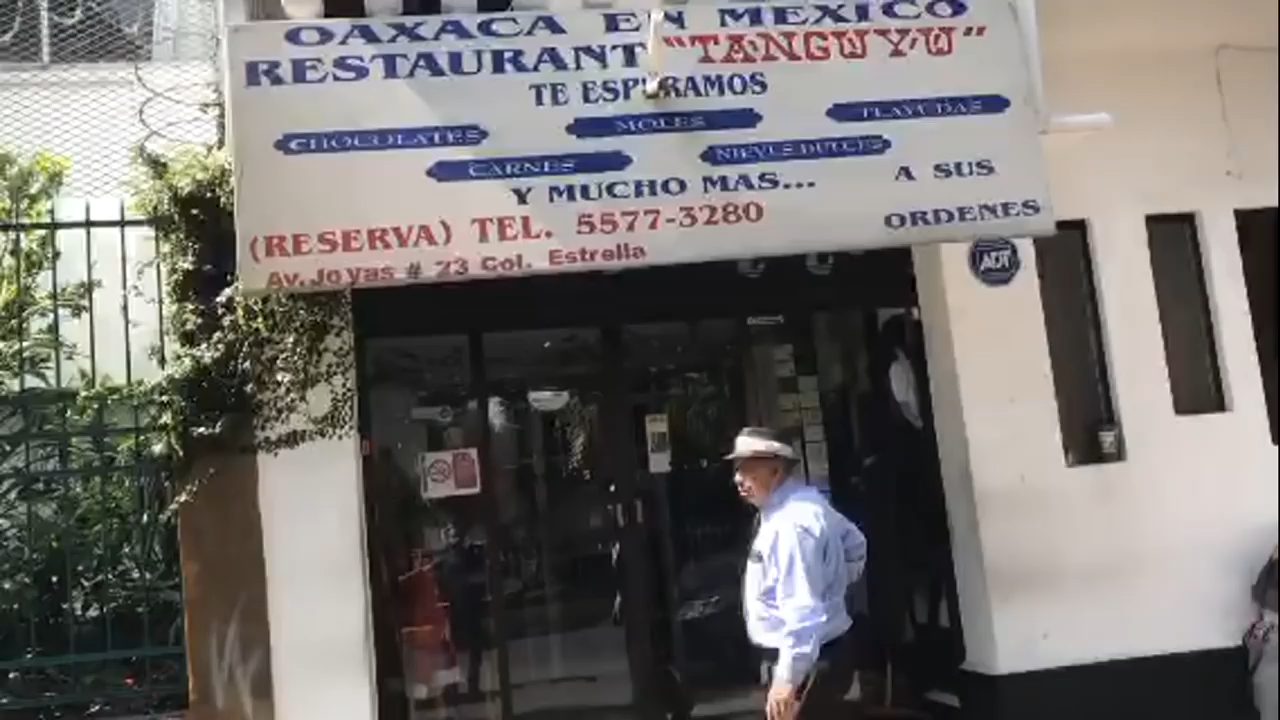 OAXACA EN MEXICO
RESTAURANT "TANGUYU"
TE ESPERAMOS
CHOCOLATES MOLES TLAYUDAS
CARNES NIEVES DULCES
Y MUCHO MAS... A SUS
(RESERVA) TEL. 5577-3280 ORDENES
Av. Joyas # 23 Col. Estrella
ADT